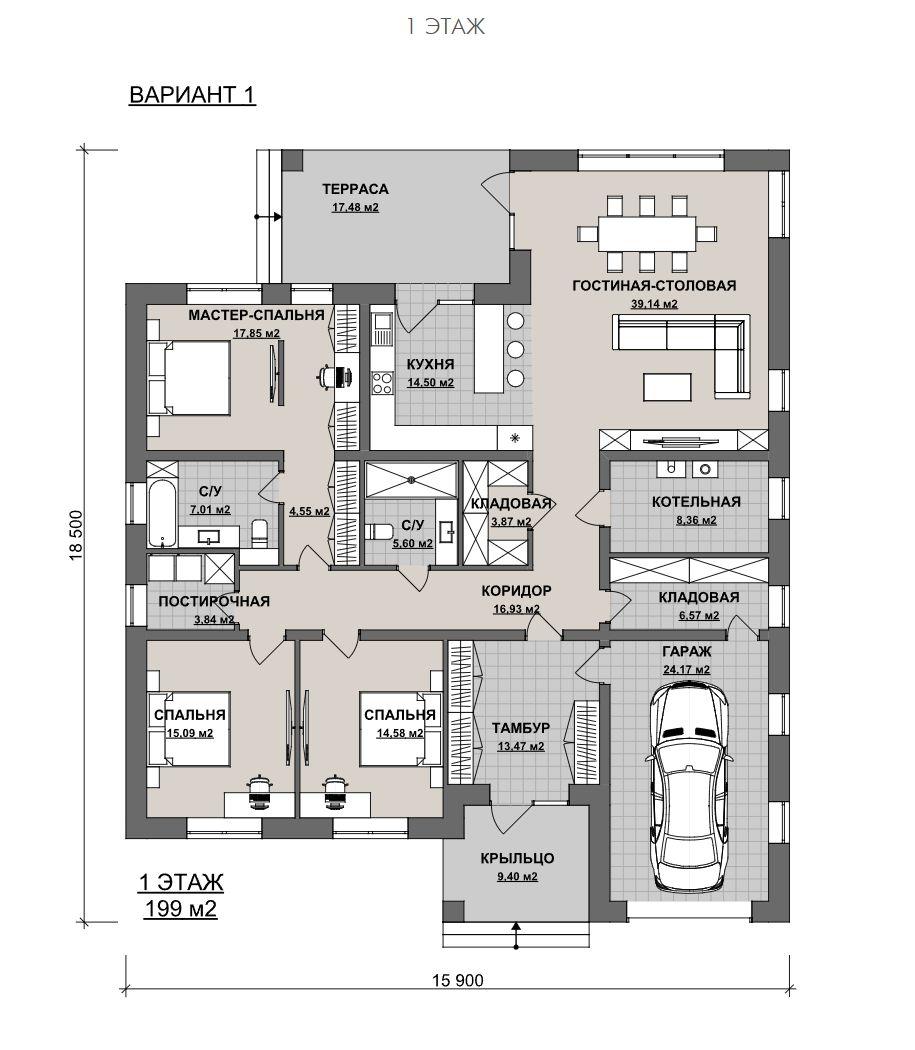 1 ЭТАЖ
ВАРИАНТ 1
ТЕРРАСА
17.48 м2
ГОСТИНАЯ-СТОЛОВАЯ
39.14 м2
МАСТЕР-СПАЛЬНЯ
17.85 м2
КУХНЯ
14.50 м2
С/У
7.01 м2
4.55 м2
С/У
5.60 м2
КЛАДОВАЯ
3.87 м2
КОТЕЛЬНАЯ
8.36 м2
18 500
ПОСТИРОЧНАЯ
3.84 м2
КОРИДОР
16.93 м2
КЛАДОВАЯ
6.57 м2
ГАРАЖ
24.17 м2
СПАЛЬНЯ
15.09 м2
СПАЛЬНЯ
14.58 м2
ТАМБУР
13.47 м2
КРЫЛЬЦО
9.40 м2
1 ЭТАЖ
199 м2
15 900